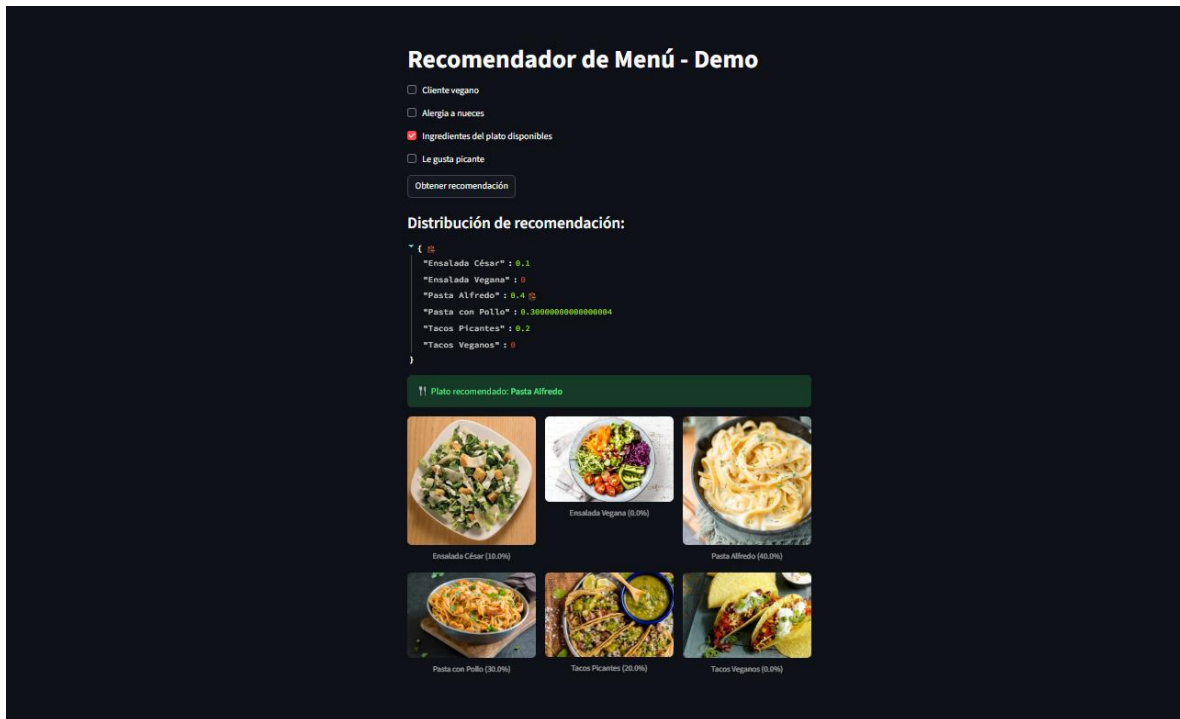 Recomendador de Menú - Demo
Cliente vegano
Alergia a nueces
Ingredientes del plato disponibles
Le gusta picante
Obtener recomendación
Distribución de recomendación:
{
"Ensalada César" : 0.1
"Ensalada Vegana" : 0
"Pasta Alfredo" : 0.4
"Pasta con Pollo" : 0.30000000000000004
"Tacos Picantes" : 0.2
"Tacos Veganos" : 0
}
Plato recomendado: Pasta Alfredo
Ensalada César (10.0%)
Ensalada Vegana (0.0%)
Pasta Alfredo (40.0%)
Pasta con Pollo (30.0%)
Tacos Picantes (20.0%)
Tacos Veganos (0.0%)